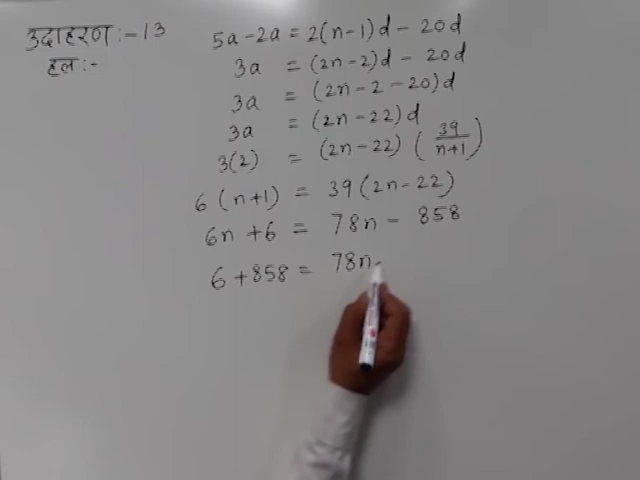 उदाहरण :- 13
हल :-
5a - 2a = 2(n-1)d - 20d
3a = (2n-2)d - 20d
3a = (2n-2-20)d
3a = (2n-22)d
3(2) = (2n-22) (39/n+1)
6(n+1) = 39(2n-22)
6n+6 = 78n - 858
6+858 = 78n-